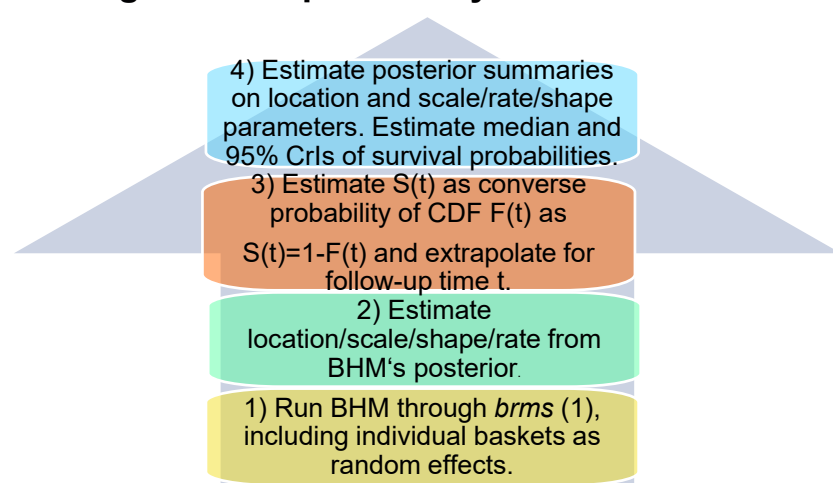 4) Estimate posterior summaries
on location and scale/rate/shape
parameters. Estimate median and
95% CrIs of survival probabilities.
3) Estimate S(t) as converse
probability of CDF F(t) as
S(t)=1-F(t) and extrapolate for
follow-up time t.
2) Estimate
location/scale/shape/rate from
BHM‘s posterior.
1) Run BHM through brms (1),
including individual baskets as
random effects.